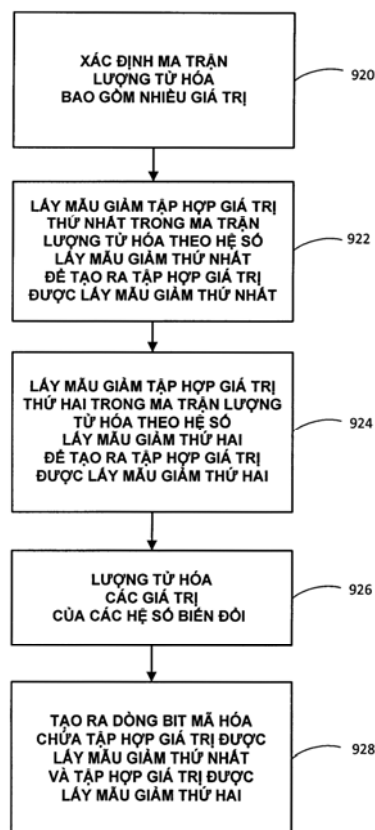 XÁC ĐỊNH MA TRẬN
LƯỢNG TỬ HÓA
BAO GỒM NHIỀU GIÁ TRỊ
920
LẤY MẪU GIẢM TẬP HỢP GIÁ TRỊ
THỨ NHẤT TRONG MA TRẬN
LƯỢNG TỬ HÓA THEO HỆ SỐ
LẤY MẪU GIẢM THỨ NHẤT
ĐỂ TẠO RA TẬP HỢP GIÁ TRỊ
ĐƯỢC LẤY MẪU GIẢM THỨ NHẤT
922
LẤY MẪU GIẢM TẬP HỢP GIÁ TRỊ
THỨ HAI TRONG MA TRẬN LƯỢNG
TỬ HÓA THEO HỆ SỐ
LẤY MẪU GIẢM THỨ HAI
ĐỂ TẠO RA TẬP HỢP GIÁ TRỊ
ĐƯỢC LẤY MẪU GIẢM THỨ HAI
924
LƯỢNG TỬ HÓA
CÁC GIÁ TRỊ
CỦA CÁC HỆ SỐ BIẾN ĐỔI
926
TẠO RA DÒNG BIT MÃ HÓA
CHỨA TẬP HỢP GIÁ TRỊ ĐƯỢC
LẤY MẪU GIẢM THỨ NHẤT
VÀ TẬP HỢP GIÁ TRỊ ĐƯỢC
LẤY MẪU GIẢM THỨ HAI
928